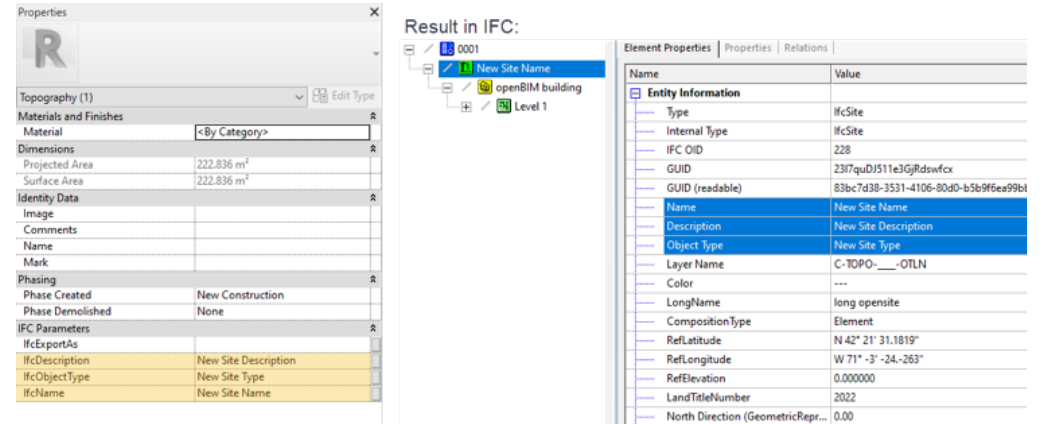 Properties
R
Topography (1)
Edit Type
Materials and Finishes
Material <By Category>
Dimensions
Projected Area 222.836 m²
Surface Area 222.836 m²
Identity Data
Image
Comments
Name
Mark
Phasing
Phase Created New Construction
Phase Demolished None
IFC Parameters
IfcExportAs
IfcDescription New Site Description
IfcObjectType New Site Type
IfcName New Site Name
Result in IFC:
0001
New Site Name
openBIM building
Level 1
Element Properties Properties Relations
Name Value
Entity Information
Type IfcSite
Internal Type IfcSite
IFC OID 228
GUID 23I7quDJ511e3GjRdswfcx
GUID (readable) 83bc7d38-3531-4106-80d0-b5b9f6ea99bb
Name New Site Name
Description New Site Description
Object Type New Site Type
Layer Name C-TOPO-___-OTLN
Color ---
LongName long opensite
CompositionType Element
RefLatitude N 42° 21' 31.1819"
RefLongitude W 71° -3' -24.-263"
RefElevation 0.000000
LandTitleNumber 2022
North Direction (GeometricRepr... 0.00